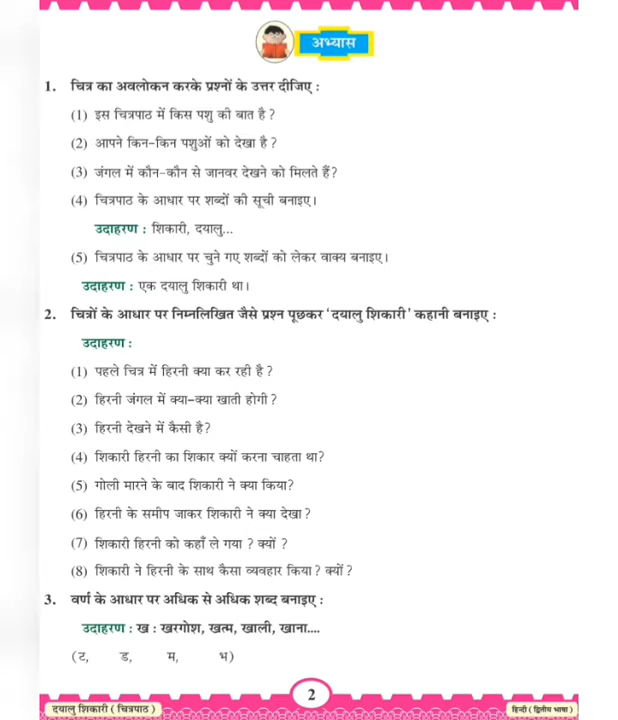 अभ्यास
1. चित्र का अवलोकन करके प्रश्नों के उत्तर दीजिए :
(1) इस चित्रपाठ में किस पशु की बात है ?
(2) आपने किन-किन पशुओं को देखा है ?
(3) जंगल में कौन-कौन से जानवर देखने को मिलते हैं?
(4) चित्रपाठ के आधार पर शब्दों की सूची बनाइए।
उदाहरण : शिकारी, दयालु...
(5) चित्रपाठ के आधार पर चुने गए शब्दों को लेकर वाक्य बनाइए।
उदाहरण : एक दयालु शिकारी था।
2. चित्रों के आधार पर निम्नलिखित जैसे प्रश्न पूछकर ‘दयालु शिकारी’ कहानी बनाइए :
उदाहरण :
(1) पहले चित्र में हिरनी क्या कर रही है ?
(2) हिरनी जंगल में क्या-क्या खाती होगी ?
(3) हिरनी देखने में कैसी है?
(4) शिकारी हिरनी का शिकार क्यों करना चाहता था?
(5) गोली मारने के बाद शिकारी ने क्या किया?
(6) हिरनी के समीप जाकर शिकारी ने क्या देखा ?
(7) शिकारी हिरनी को कहाँ ले गया ? क्यों ?
(8) शिकारी ने हिरनी के साथ कैसा व्यवहार किया ? क्यों ?
3. वर्ण के आधार पर अधिक से अधिक शब्द बनाइए :
उदाहरण : ख : खरगोश, खत्म, खाली, खाना....
(ट, ड, म, भ)
2
दयालु शिकारी ( चित्रपाठ )
हिन्दी ( द्वितीय भाषा )